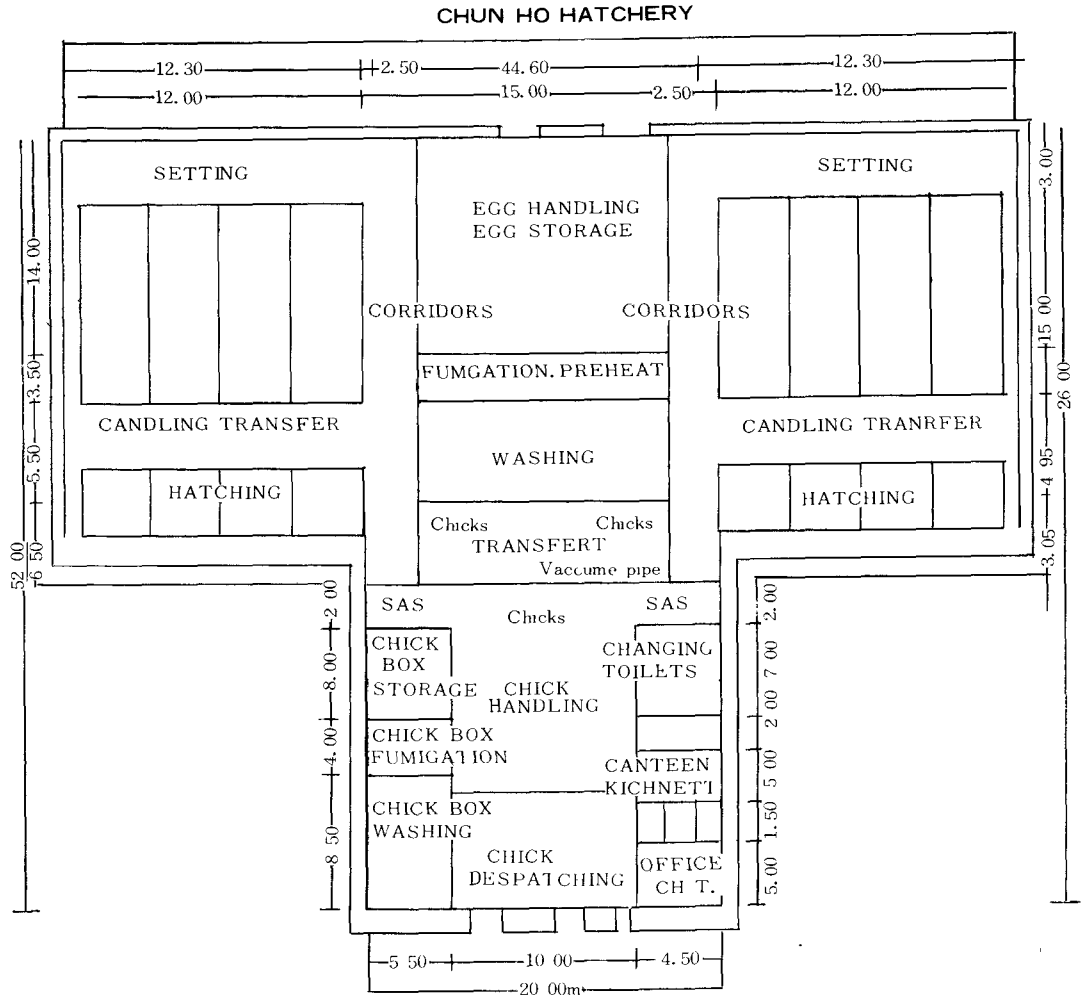 CHUN HO HATCHERY
12.30 2.50 44.60 12.30
12.00 15.00 2.50 12.00
SETTING
SETTING
EGG HANDLING
EGG STORAGE
CORRIDORS
CORRIDORS
FUMGATION.PREHEAT
CANDLING TRANSFER
CANDLING TRANRFER
WASHING
HATCHING
HATCHING
Chicks Chicks
TRANSFERT
Vaccume pipe
14.00
3.50
5.50
6.50
52 00
3.00
15 00
26 00
4 95
3.05
SAS
SAS
Chicks
CHICK
BOX
STORAGE
CHANGING
TOILETS
CHICK
HANDLING
CHICK BOX
FUMIGATION
CANTEEN
KICHNETT
CHICK BOX
WASHING
CHICK
DESPATCHING
OFFICE
CH T.
2 00
8.00
4.00
8 50
2.00
7 00
2 00
5 00
1.50
5.00
5 50 10 00 4.50
20 00m